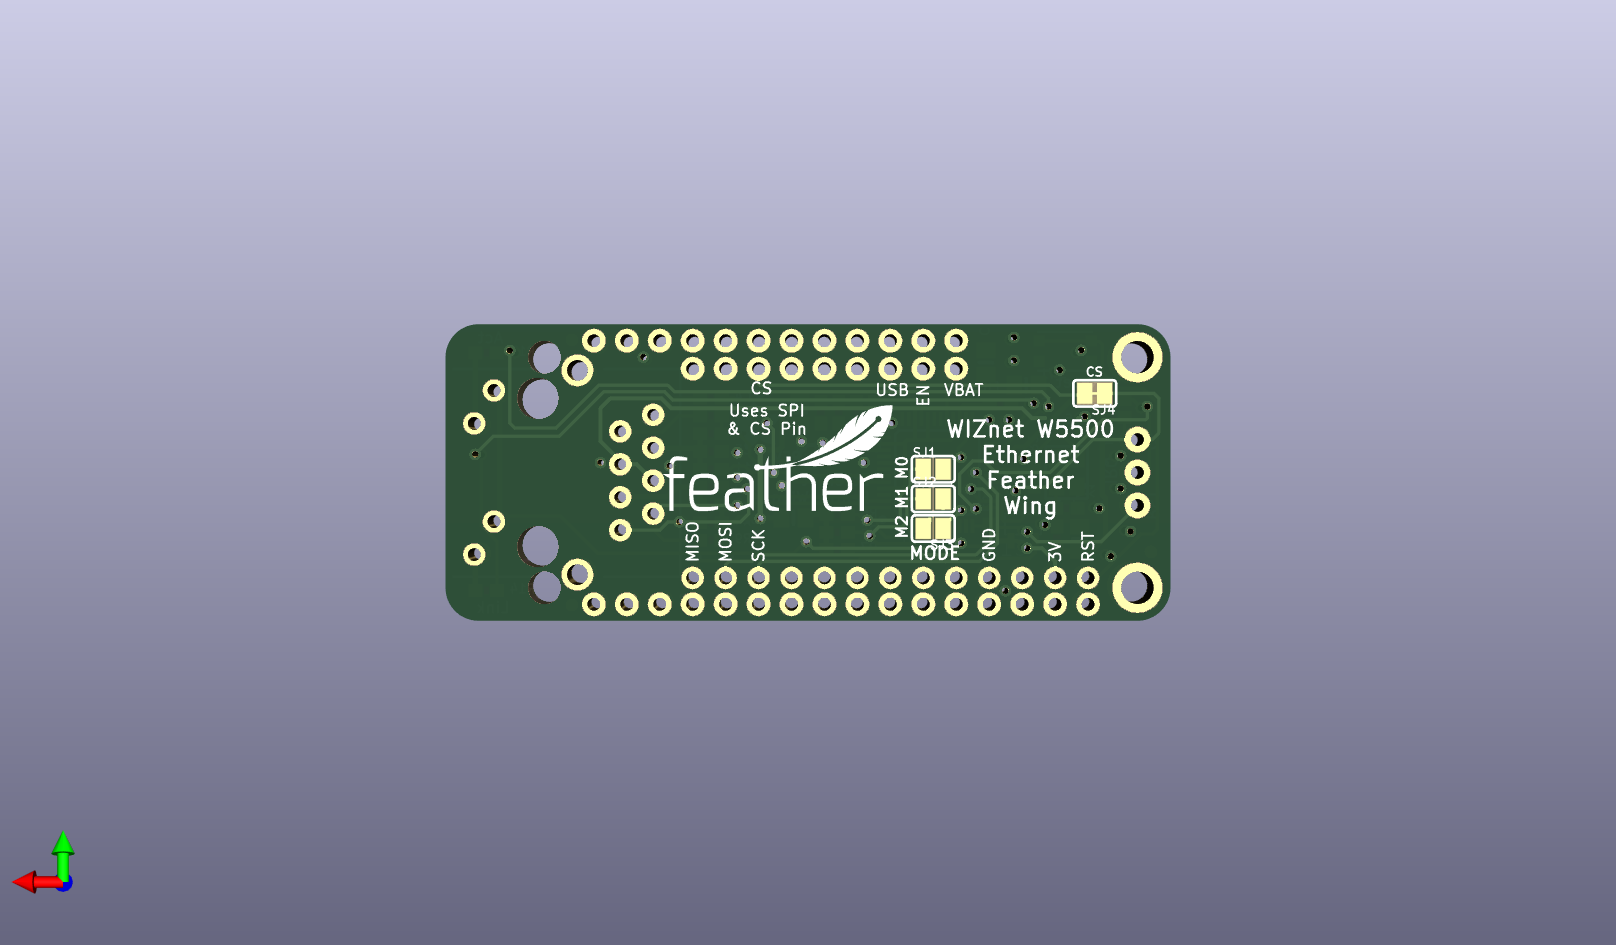 CS
CS
USB
EN
VBAT
SJ4
Uses SPI
& CS Pin
WIZnet W5500
Ethernet
Feather
Wing
feather
SJ1
M0
M1
M2
MODE
MISO
MOSI
SCK
GND
3V
RST